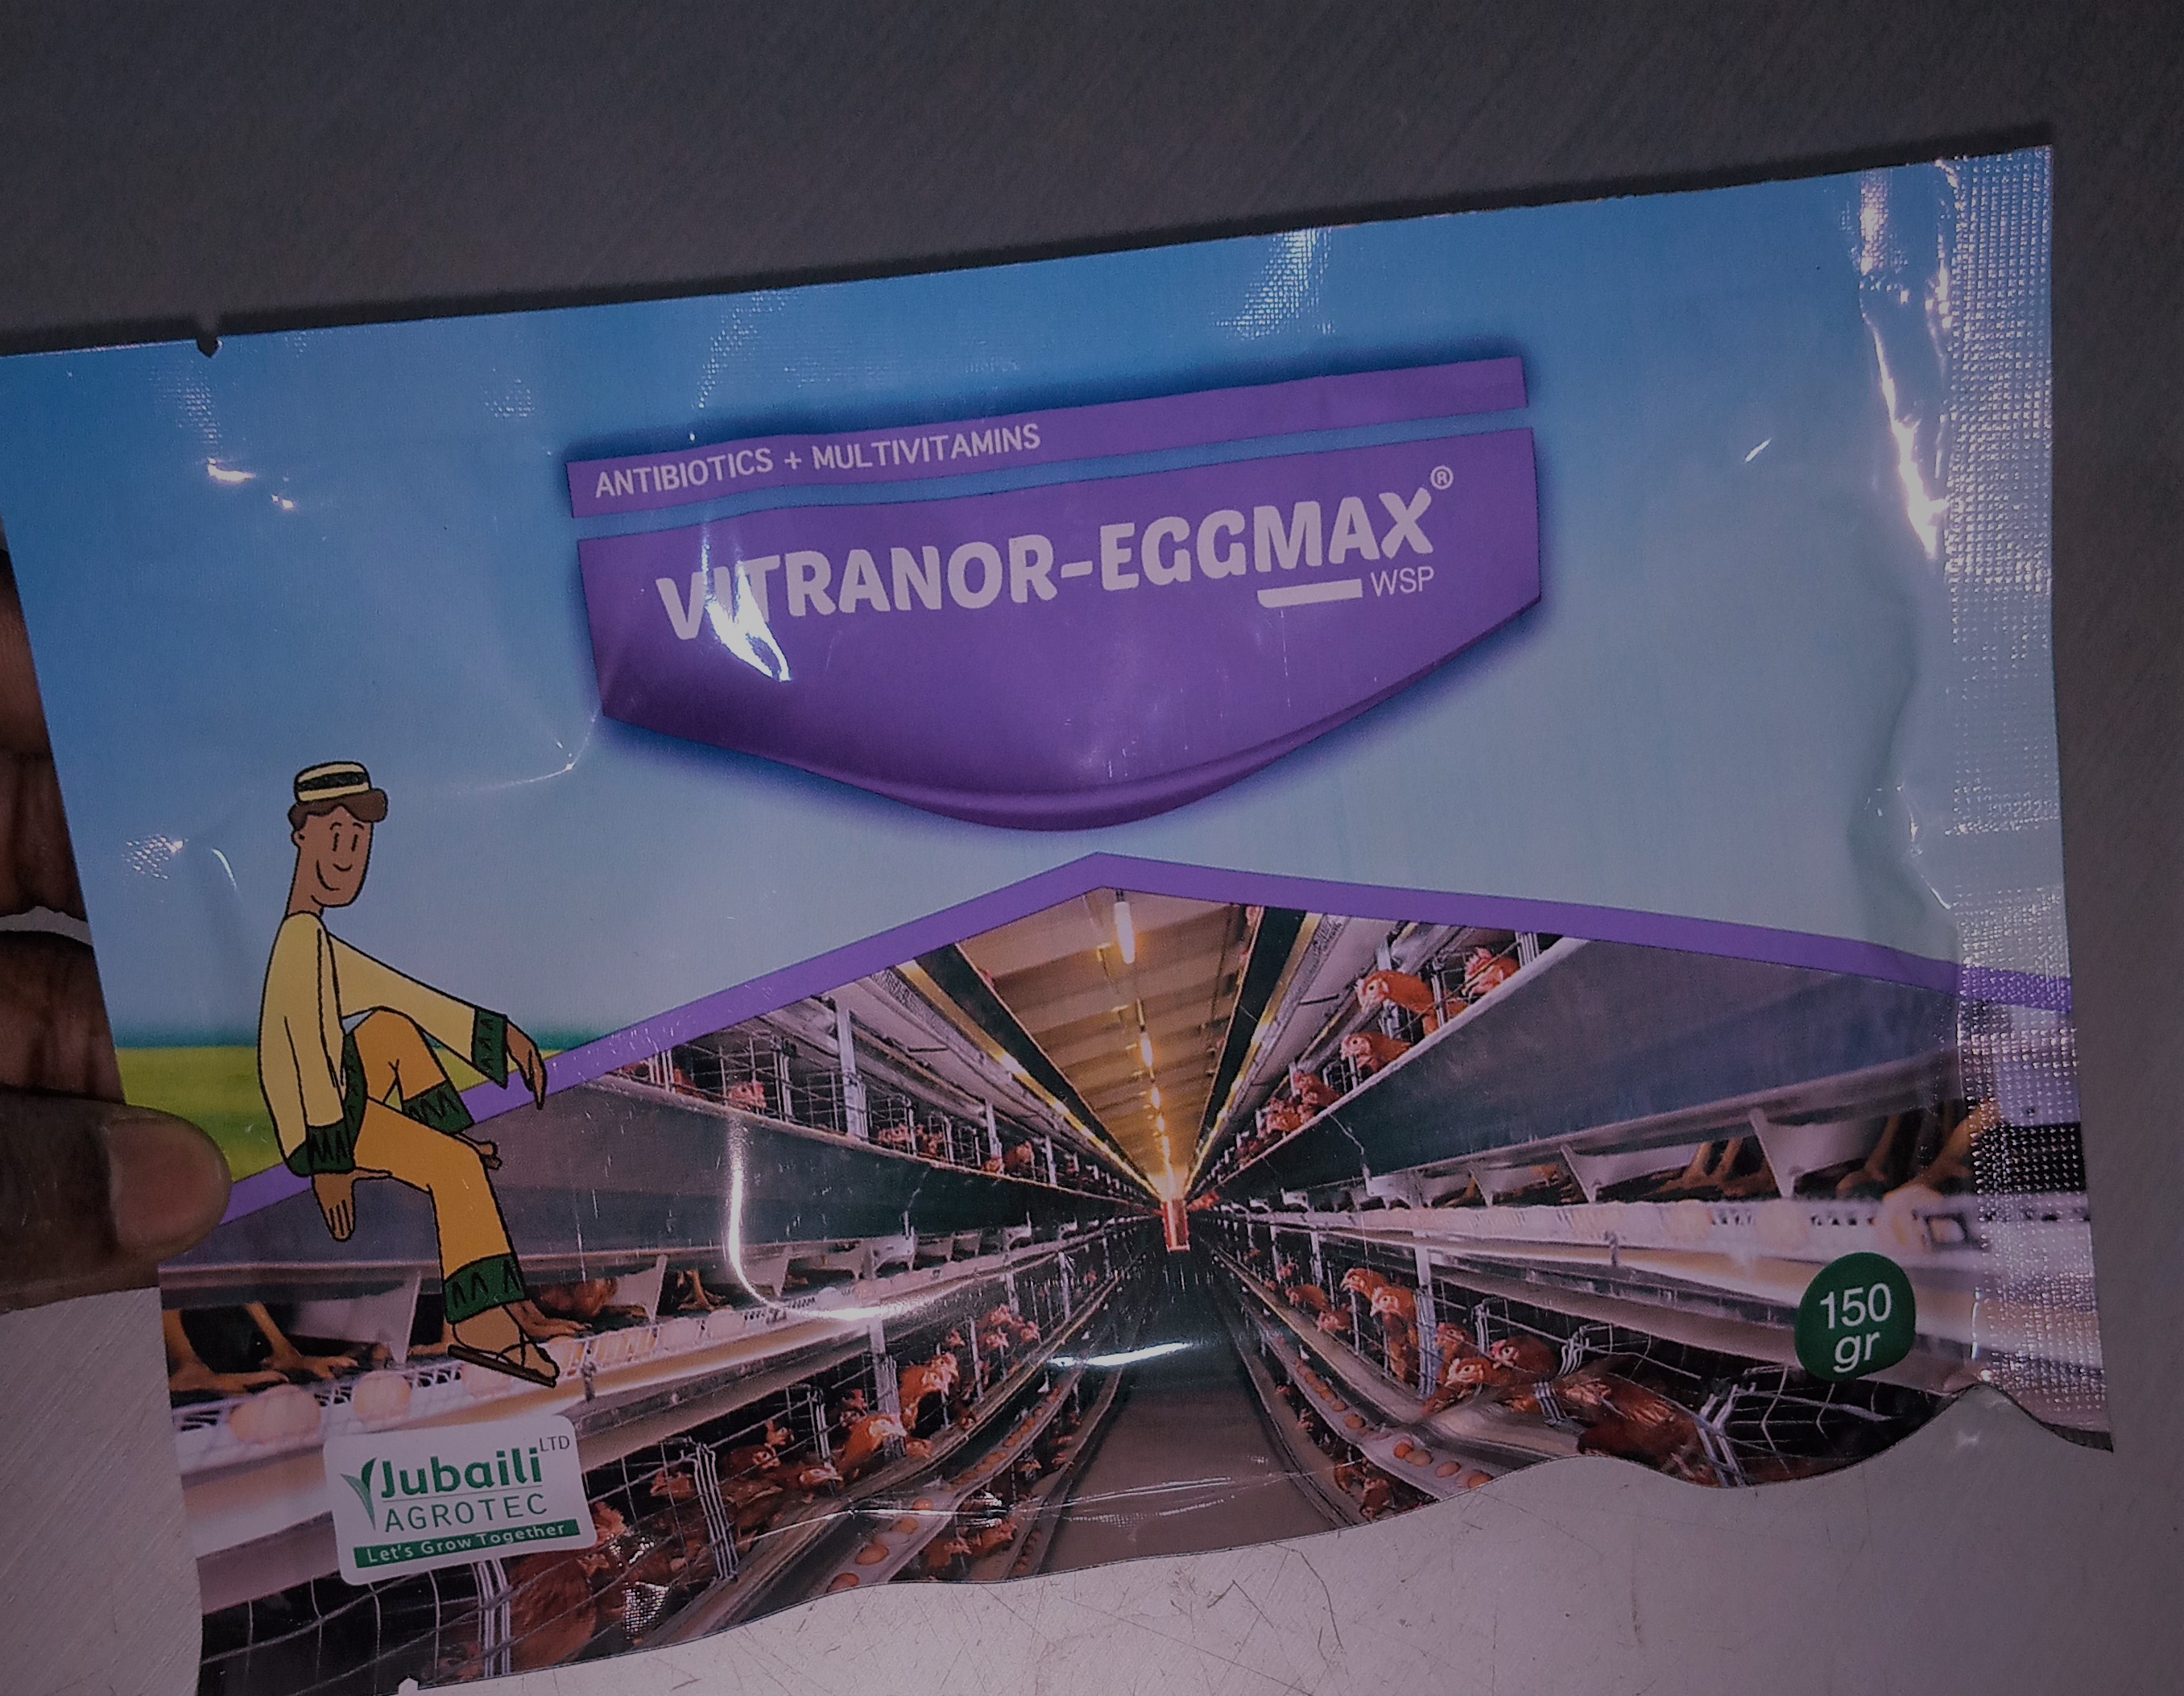 ANTIBIOTICS + MULTIVITAMINS
VITRANOR-EGGMAX®
WSP
150
gr
Jubaili LTD
AGROTEC
Let's Grow Together